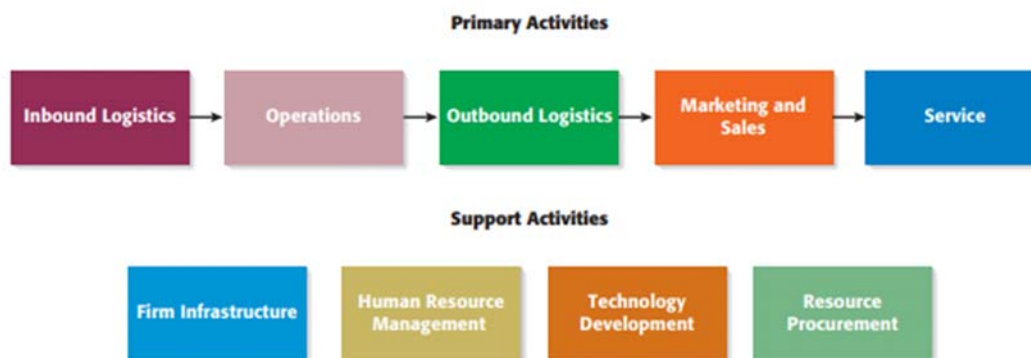 Primary Activities
Inbound Logistics
Operations
Outbound Logistics
Marketing and
Sales
Service
Support Activities
Firm Infrastructure
Human Resource
Management
Technology
Development
Resource
Procurement